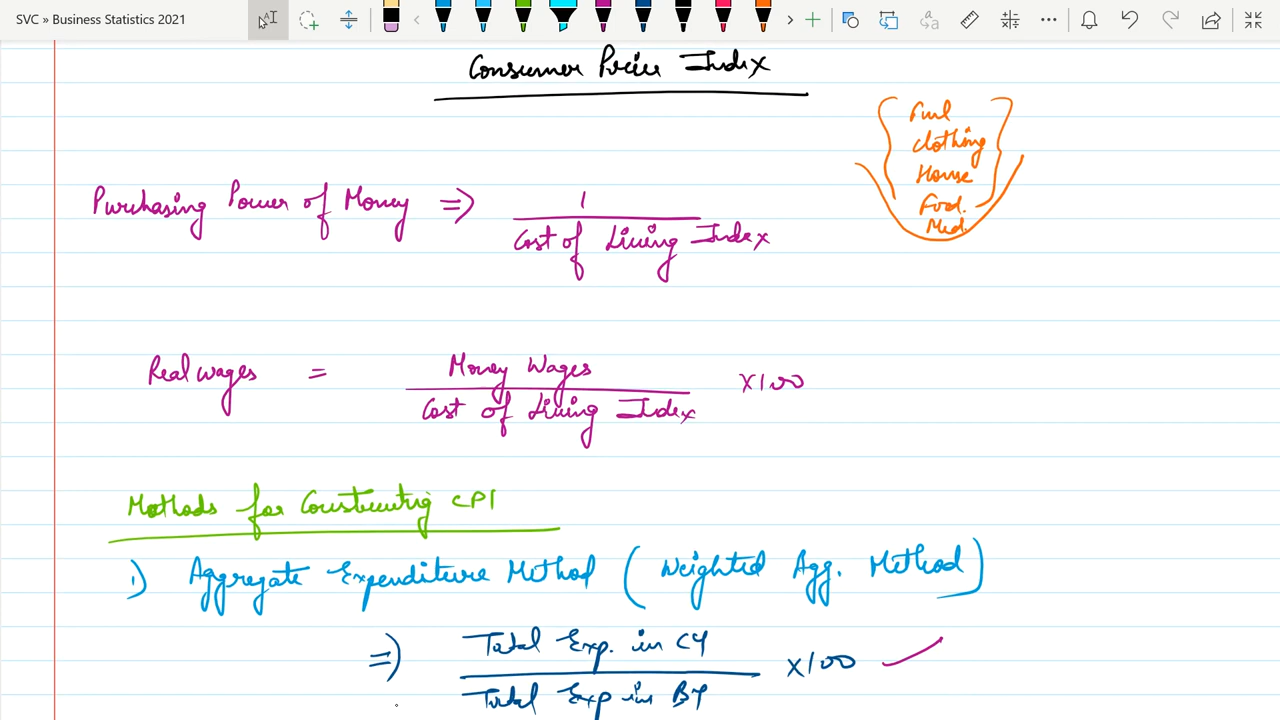 SVC » Business Statistics 2021
Consumer Price Index
Fuel
clothing
House
Food.
Med.
Purchasing Power of Money ⇒ 1
Cost of Living Index
Real wages = Money Wages
Cost of Living Index
X100
Methods for Constructing CPI
1) Aggregate Expenditure Method (Weighted Agg. Method)
⇒) Total Exp. in CY
Total Exp in BY
X100